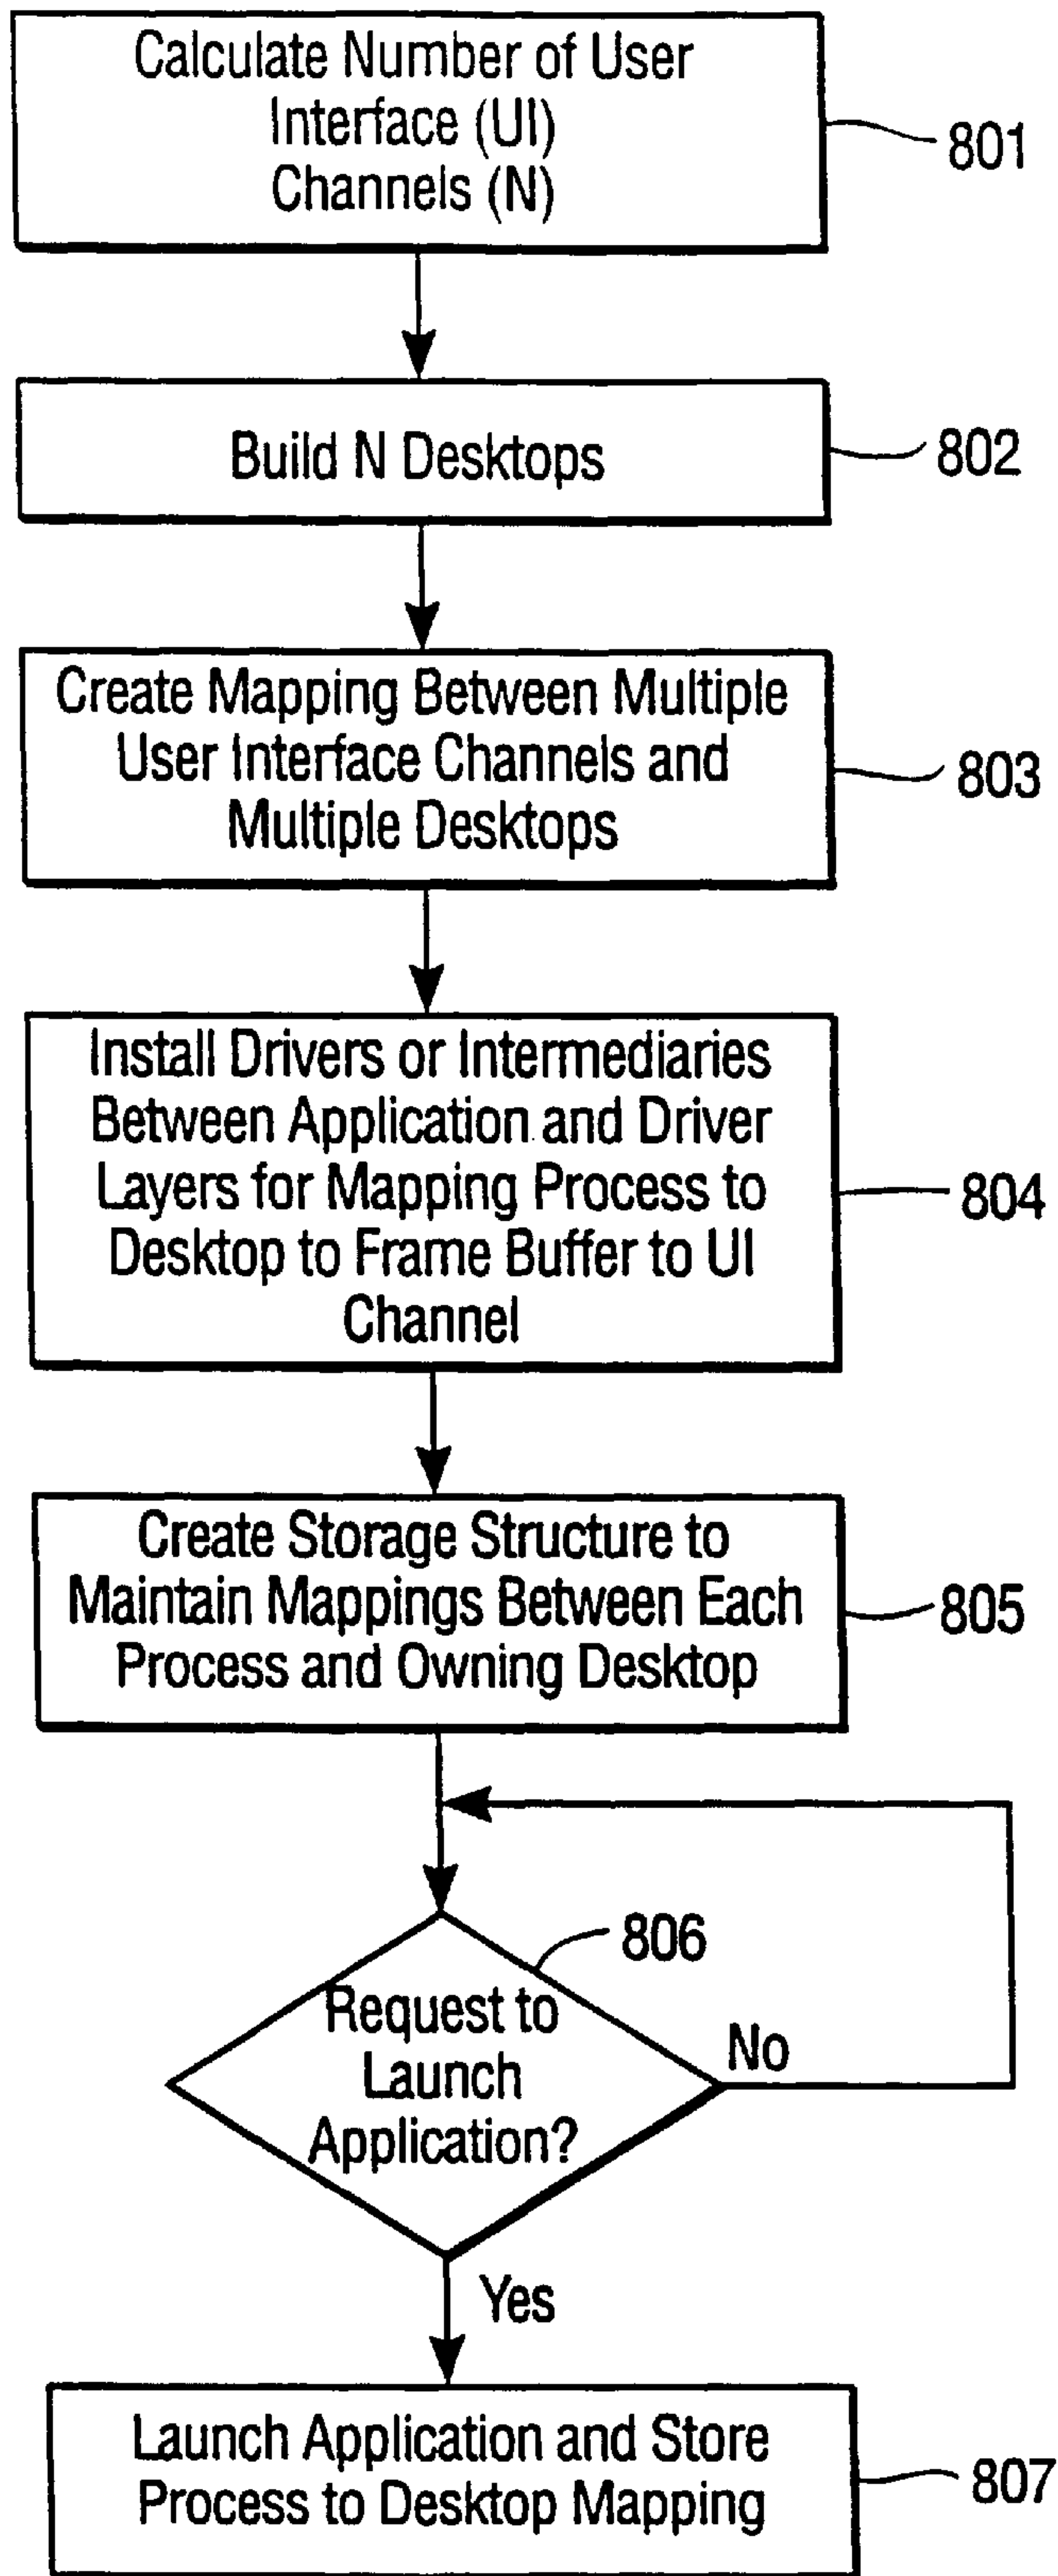 Calculate Number of User
Interface (UI)
Channels (N)
801
Build N Desktops
802
Create Mapping Between Multiple
User Interface Channels and
Multiple Desktops
803
Install Drivers or Intermediaries
Between Application and Driver
Layers for Mapping Process to
Desktop to Frame Buffer to UI
Channel
804
Create Storage Structure to
Maintain Mappings Between Each
Process and Owning Desktop
805
806
Request to
Launch
Application?
No
Yes
Launch Application and Store
Process to Desktop Mapping
807